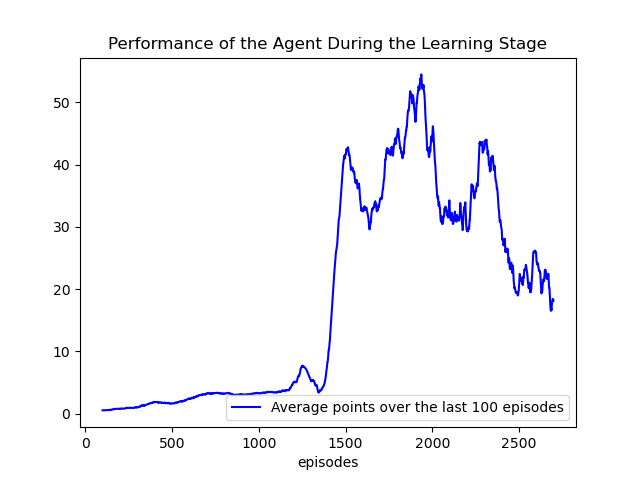 Performance of the Agent During the Learning Stage
50
40
30
20
10
0
Average points over the last 100 episodes
0 500 1000 1500 2000 2500
episodes